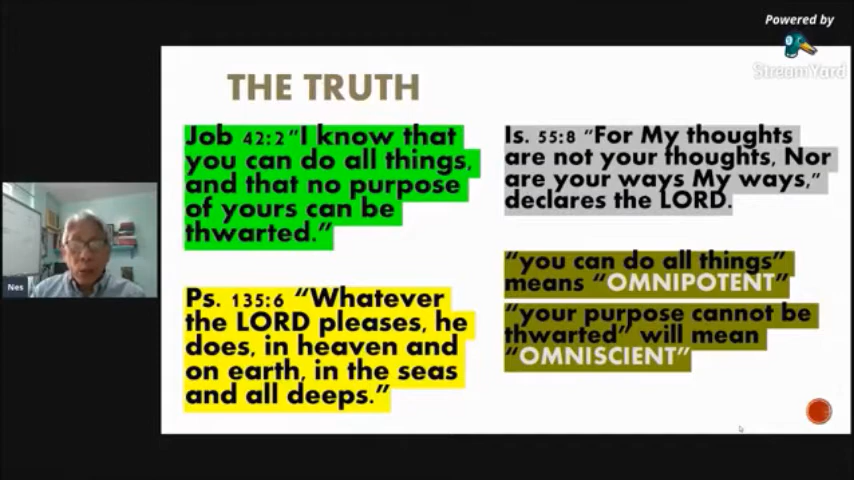 Powered by
StreamYard
THE TRUTH
Job 42:2 "I know that
you can do all things,
and that no purpose
of yours can be
thwarted."
Ps. 135:6 "Whatever
the LORD pleases, he
does, in heaven and
on earth, in the seas
and all deeps."
Is. 55:8 "For My thoughts
are not your thoughts, Nor
are your ways My ways,"
declares the LORD.
"you can do all things"
means "OMNIPOTENT"
"your purpose cannot be
thwarted" will mean
"OMNISCIENT"
Nes